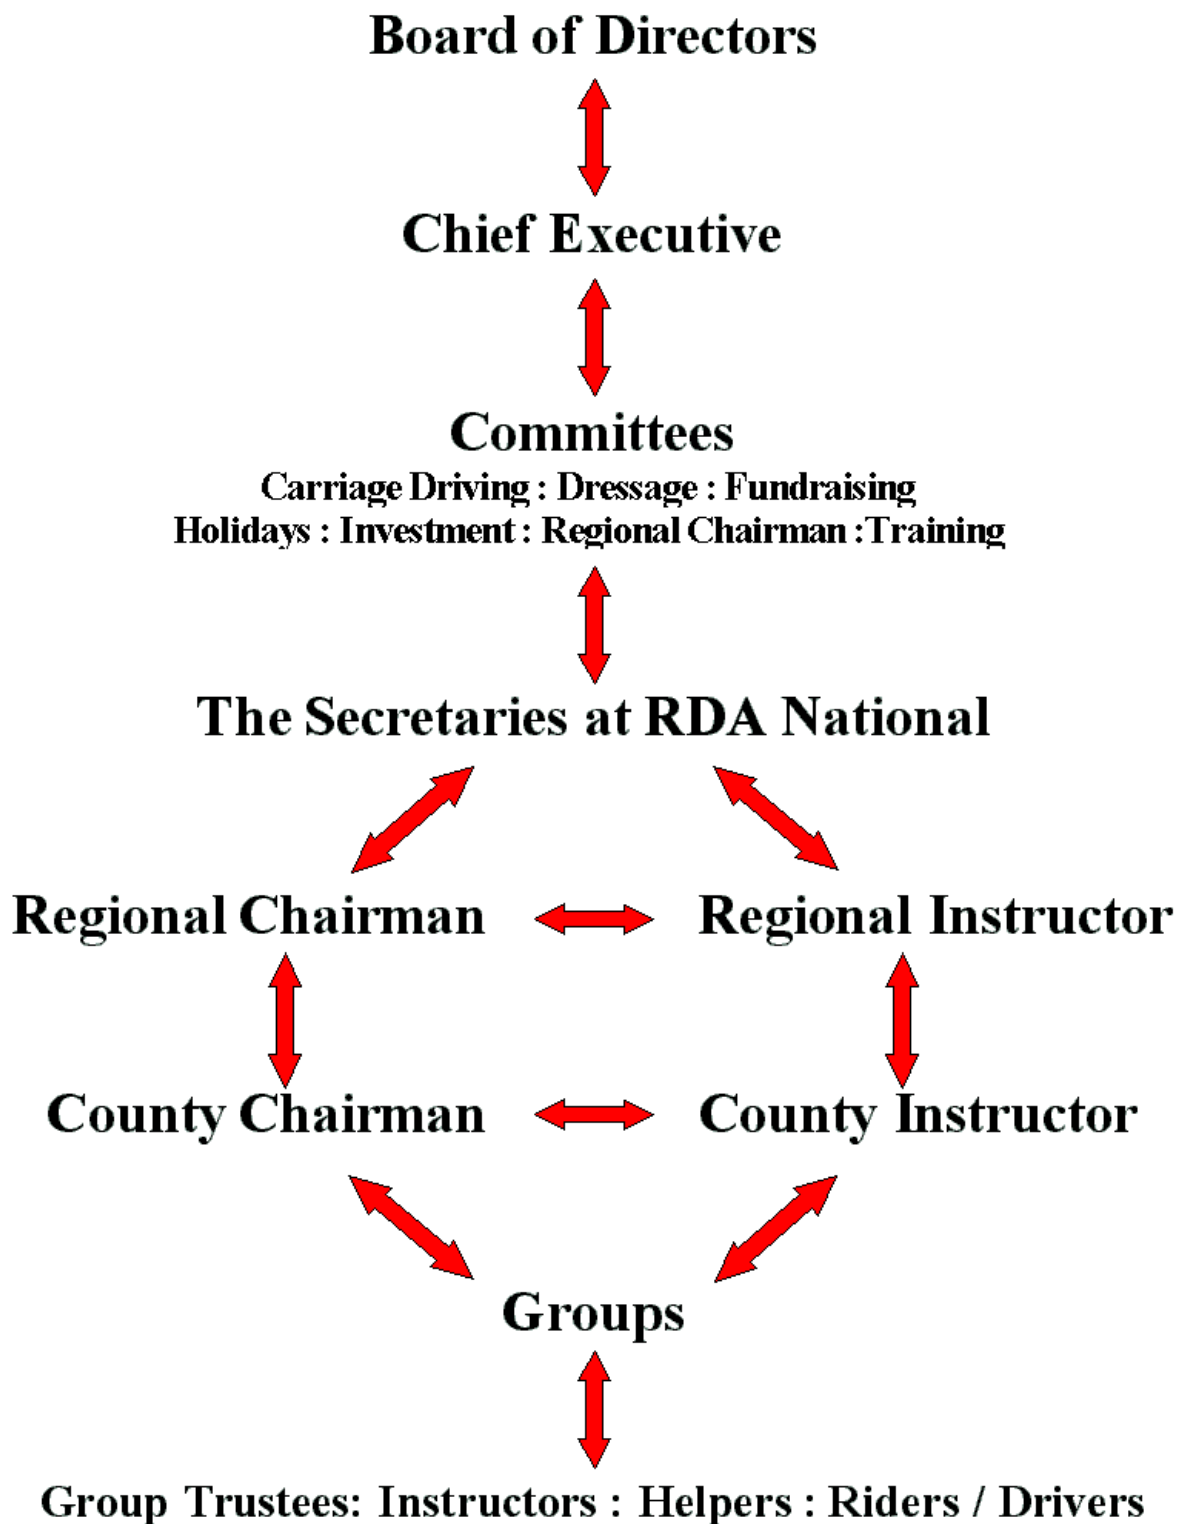 Board of Directors
Chief Executive
Committees
Carriage Driving : Dressage : Fundraising
Holidays : Investment : Regional Chairman :Training
The Secretaries at RDA National
Regional Chairman
Regional Instructor
County Chairman
County Instructor
Groups
Group Trustees: Instructors : Helpers : Riders / Drivers